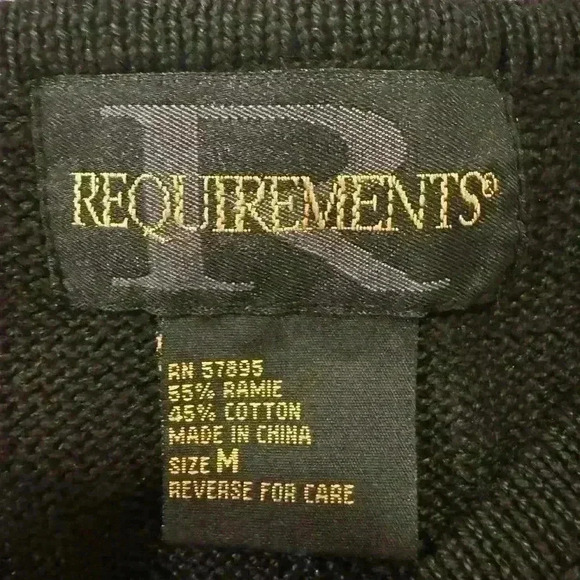 R
REQUIREMENTS®
RN 57895
55% RAMIE
45% COTTON
MADE IN CHINA
SIZE M
REVERSE FOR CARE